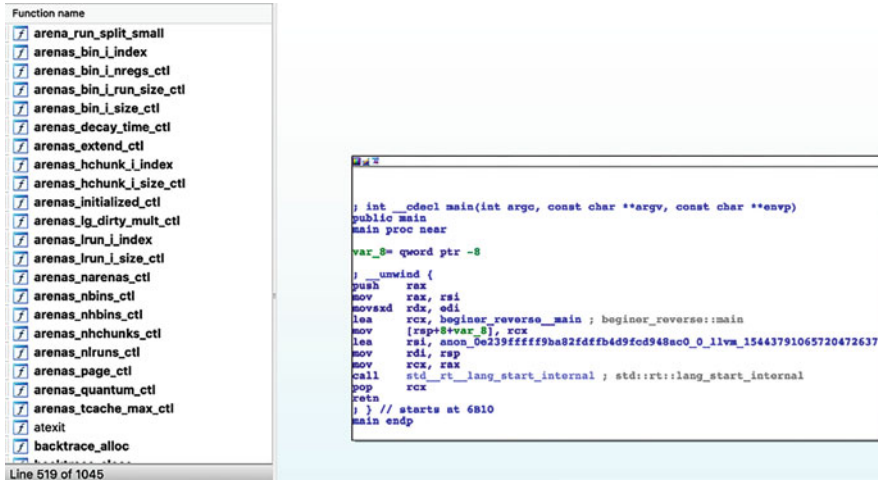 Function name
f arena_run_split_small
f arenas_bin_i_index
f arenas_bin_i_nregs_ctl
f arenas_bin_i_run_size_ctl
f arenas_bin_i_size_ctl
f arenas_decay_time_ctl
f arenas_extend_ctl
f arenas_hchunk_i_index
f arenas_hchunk_i_size_ctl
f arenas_initialized_ctl
f arenas_lg_dirty_mult_ctl
f arenas_lrun_i_index
f arenas_lrun_i_size_ctl
f arenas_narenas_ctl
f arenas_nbins_ctl
f arenas_nhbins_ctl
f arenas_nhchunks_ctl
f arenas_nlruns_ctl
f arenas_page_ctl
f arenas_quantum_ctl
f arenas_tcache_max_ctl
f atexit
f backtrace_alloc
Line 519 of 1045
; int __cdecl main(int argc, const char **argv, const char **envp)
public main
main proc near
var_8= qword ptr -8
; __unwind {
push rax
mov rax, rsi
movsxd rdx, edi
lea rcx, beginer_reverse__main ; beginer_reverse::main
mov [rsp+8+var_8], rcx
lea rsi, anon_0e239fffff9ba82fdffb4d9fcd948ac0_0_llvm_15443791065720472637
mov rdi, rsp
mov rcx, rax
call std__rt__lang_start_internal ; std::rt::lang_start_internal
pop rcx
retn
; } // starts at 6B10
main endp